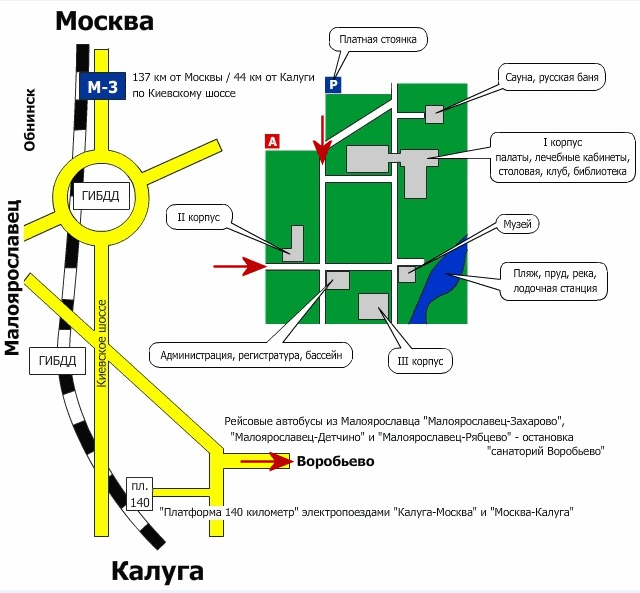 Москва
М-3
137 км от Москвы / 44 км от Калуги
по Киевскому шоссе
Обнинск
ГИБДД
Малоярославец
ГИБДД
Киевское шоссе
Платная стоянка
P
A
Сауна, русская баня
I корпус
палаты, лечебные кабинеты,
столовая, клуб, библиотека
II корпус
Музей
Пляж, пруд, река,
лодочная станция
Администрация, регистратура, бассейн
III корпус
Рейсовые автобусы из Малоярославца "Малоярославец-Захарово",
"Малоярославец-Детчино" и "Малоярославец-Рябцево" - остановка
"санаторий Воробьево"
Воробьево
пл.
140
"Платформа 140 километр" электропоездами "Калуга-Москва" и "Москва-Калуга"
Калуга